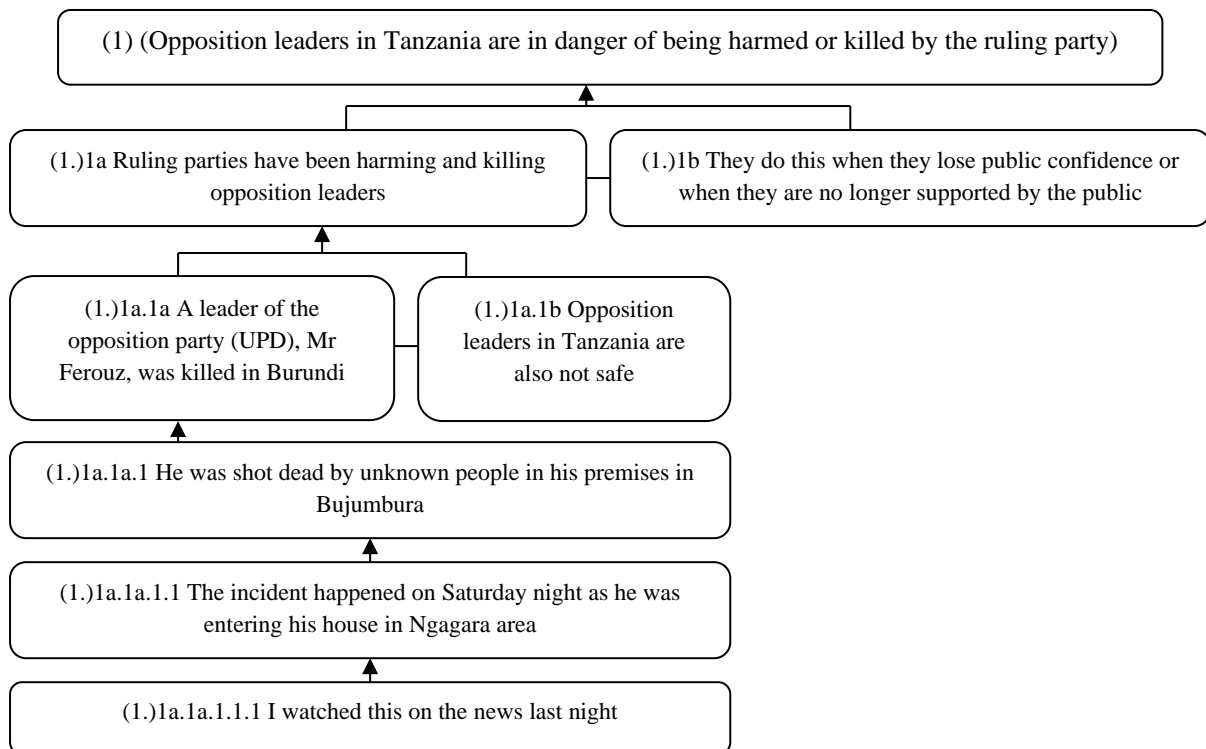 (1) (Opposition leaders in Tanzania are in danger of being harmed or killed by the ruling party)
(1.)1a Ruling parties have been harming and killing
opposition leaders
(1.)1b They do this when they lose public confidence or
when they are no longer supported by the public
(1.)1a.1a A leader of the
opposition party (UPD), Mr
Ferouz, was killed in Burundi
(1.)1a.1b Opposition
leaders in Tanzania are
also not safe
(1.)1a.1a.1 He was shot dead by unknown people in his premises in
Bujumbura
(1.)1a.1a.1.1 The incident happened on Saturday night as he was
entering his house in Ngagara area
(1.)1a.1a.1.1.1 I watched this on the news last night